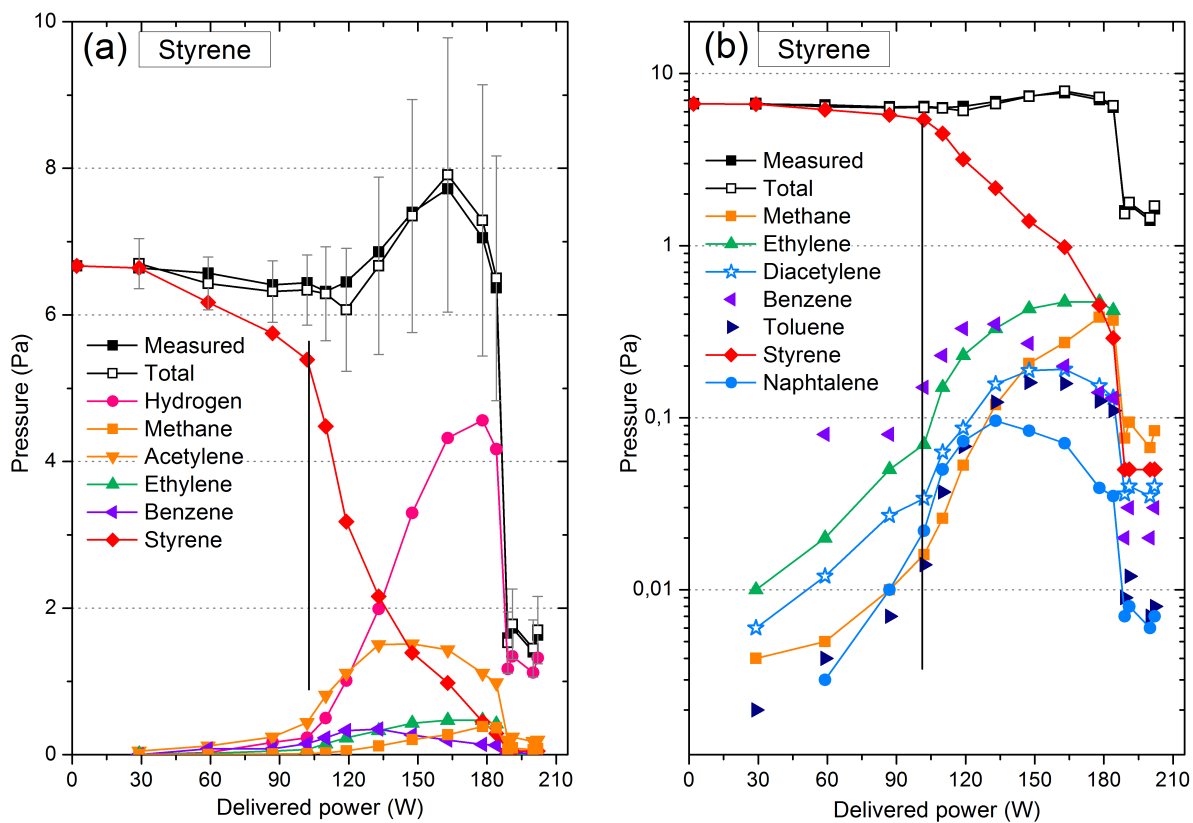 (a)
Styrene
10
8
6
4
2
0
Pressure (Pa)
Measured
Total
Hydrogen
Methane
Acetylene
Ethylene
Benzene
Styrene
0 30 60 90 120 150 180 210
Delivered power (W)
(b)
Styrene
10
1
0,1
0,01
Pressure (Pa)
Measured
Total
Methane
Ethylene
Diacetylene
Benzene
Toluene
Styrene
Naphtalene
0 30 60 90 120 150 180 210
Delivered power (W)